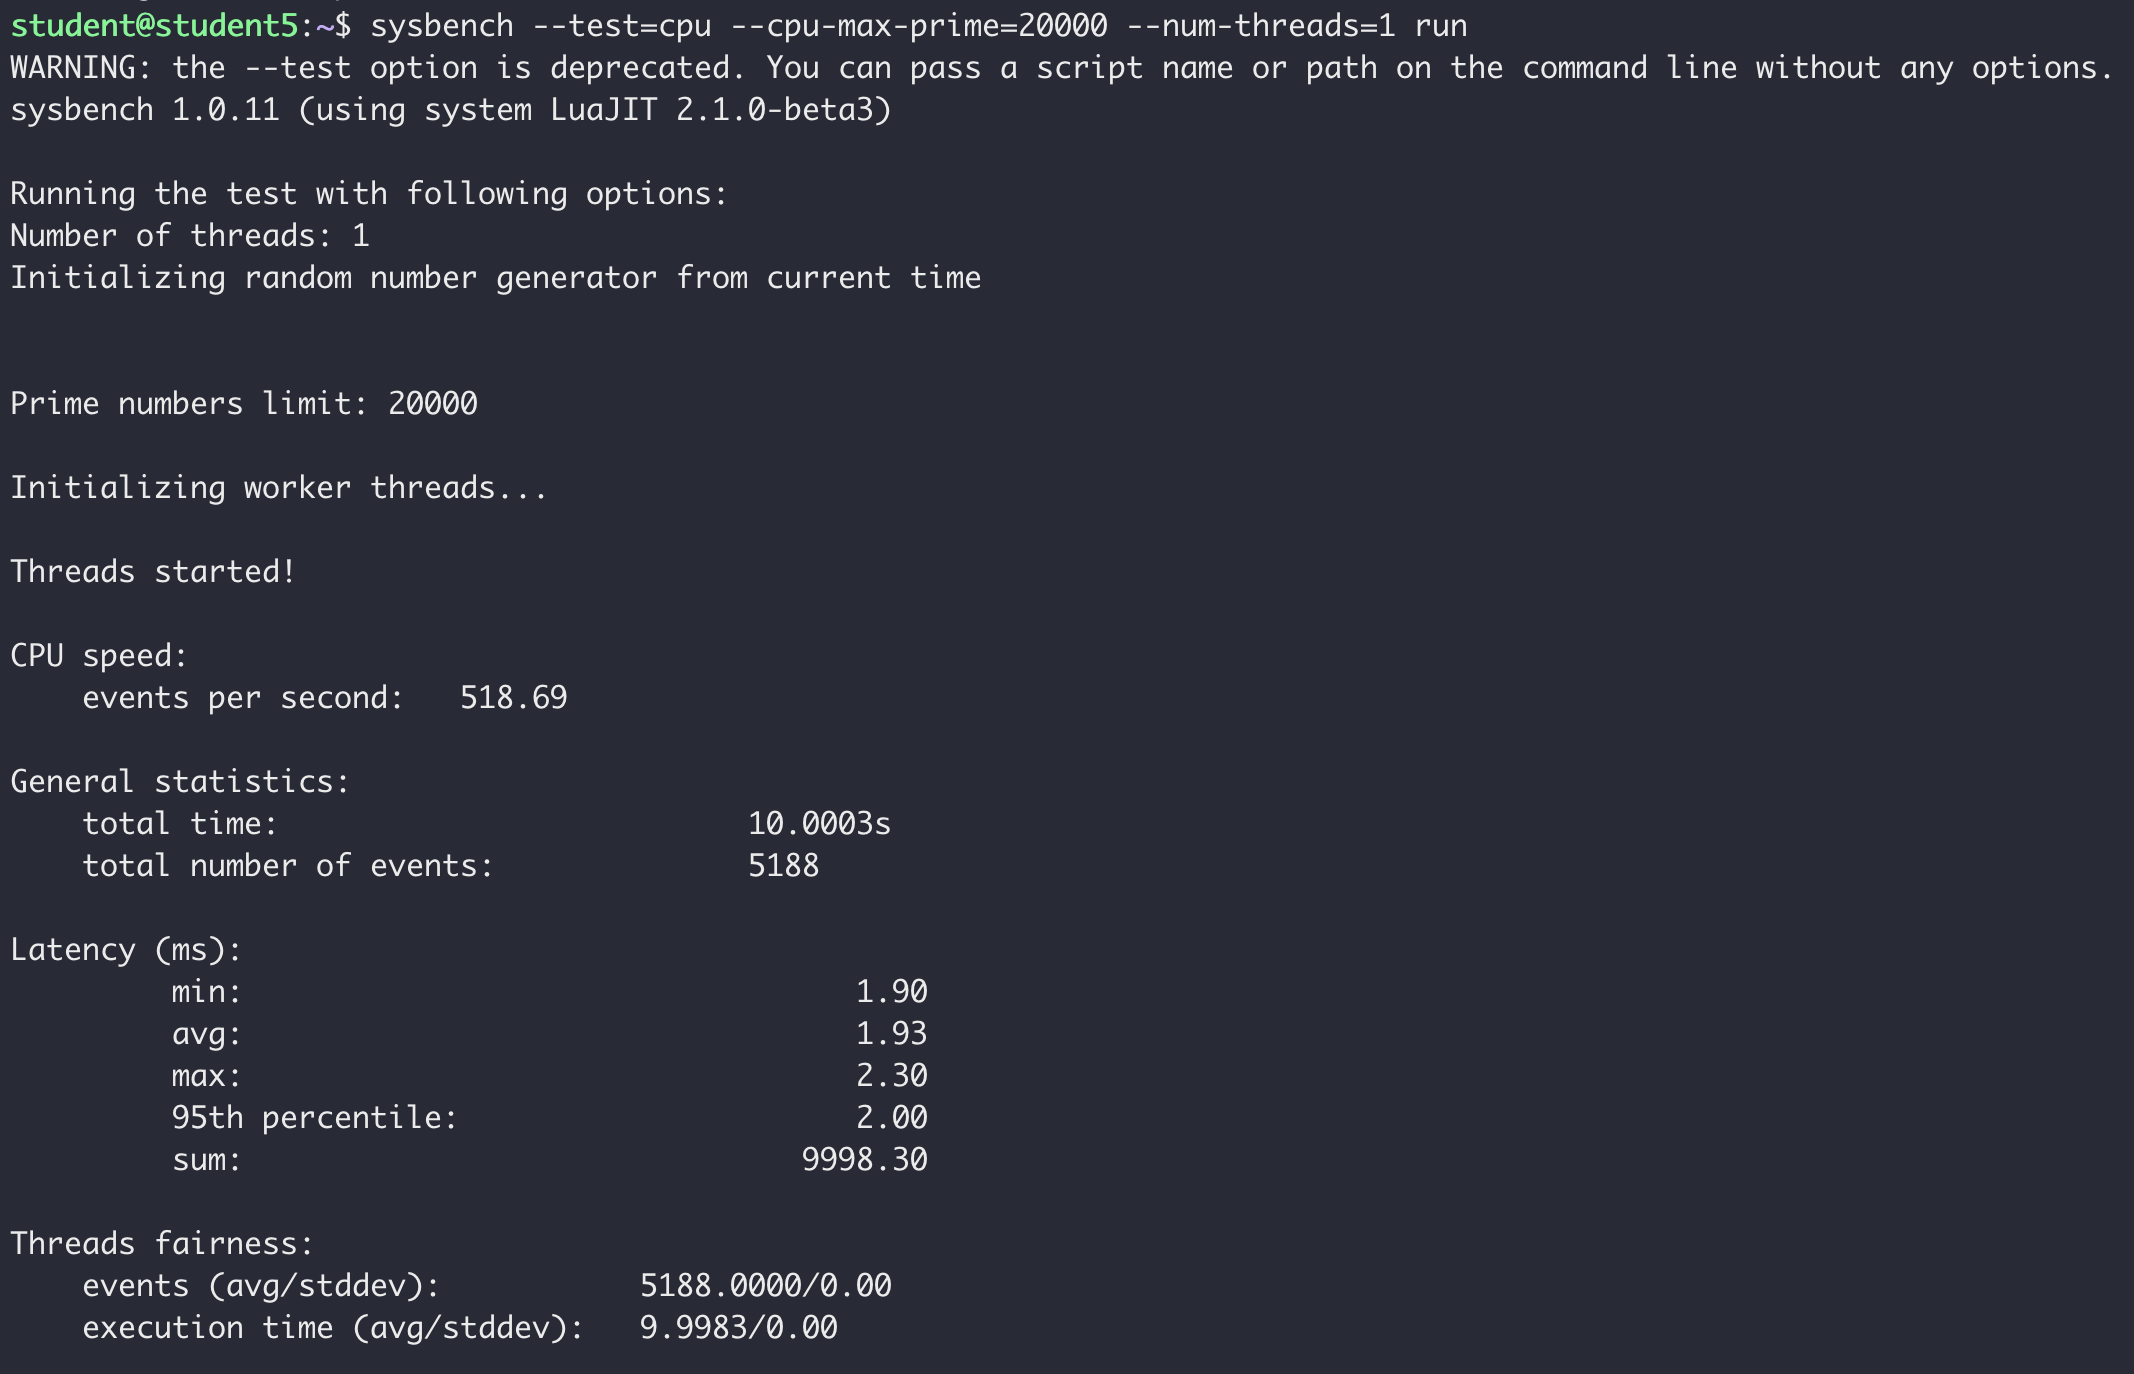 student@student5:~$ sysbench --test=cpu --cpu-max-prime=20000 --num-threads=1 run
WARNING: the --test option is deprecated. You can pass a script name or path on the command line without any options.
sysbench 1.0.11 (using system LuaJIT 2.1.0-beta3)
Running the test with following options:
Number of threads: 1
Initializing random number generator from current time
Prime numbers limit: 20000
Initializing worker threads...
Threads started!
CPU speed:
events per second: 518.69
General statistics:
total time: 10.0003s
total number of events: 5188
Latency (ms):
min: 1.90
avg: 1.93
max: 2.30
95th percentile: 2.00
sum: 9998.30
Threads fairness:
events (avg/stddev): 5188.0000/0.00
execution time (avg/stddev): 9.9983/0.00